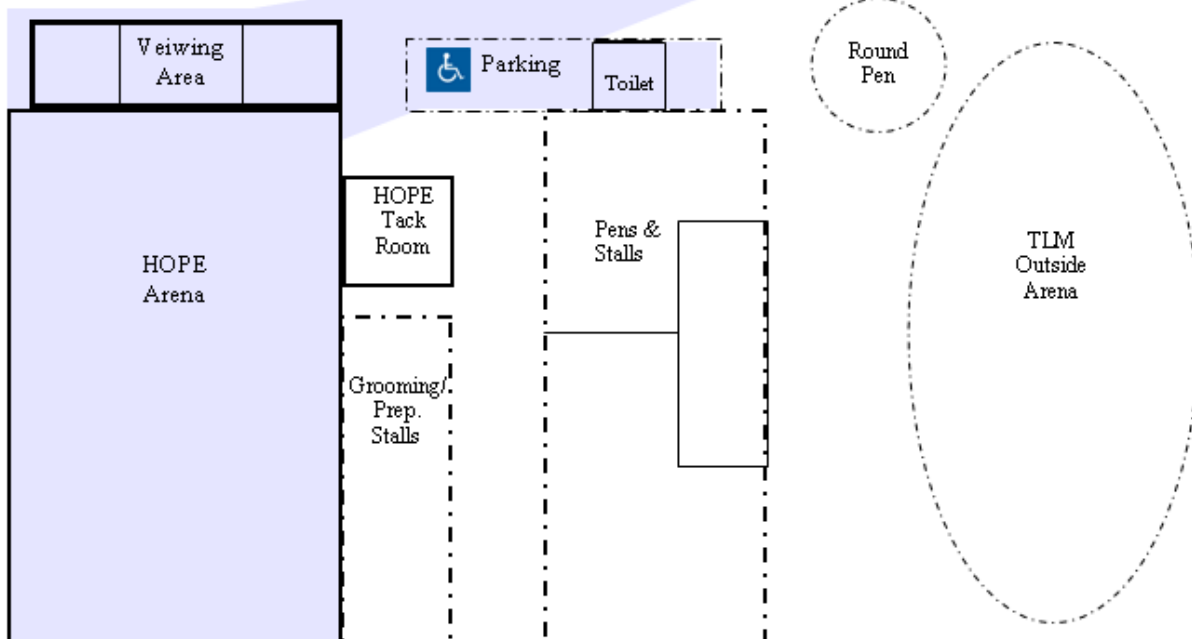 Veiwing
Area
Parking
Toilet
Round
Pen
HOPE
Tack
Room
Pens &
Stalls
HOPE
Arena
TLM
Outside
Arena
Grooming/
Prep.
Stalls